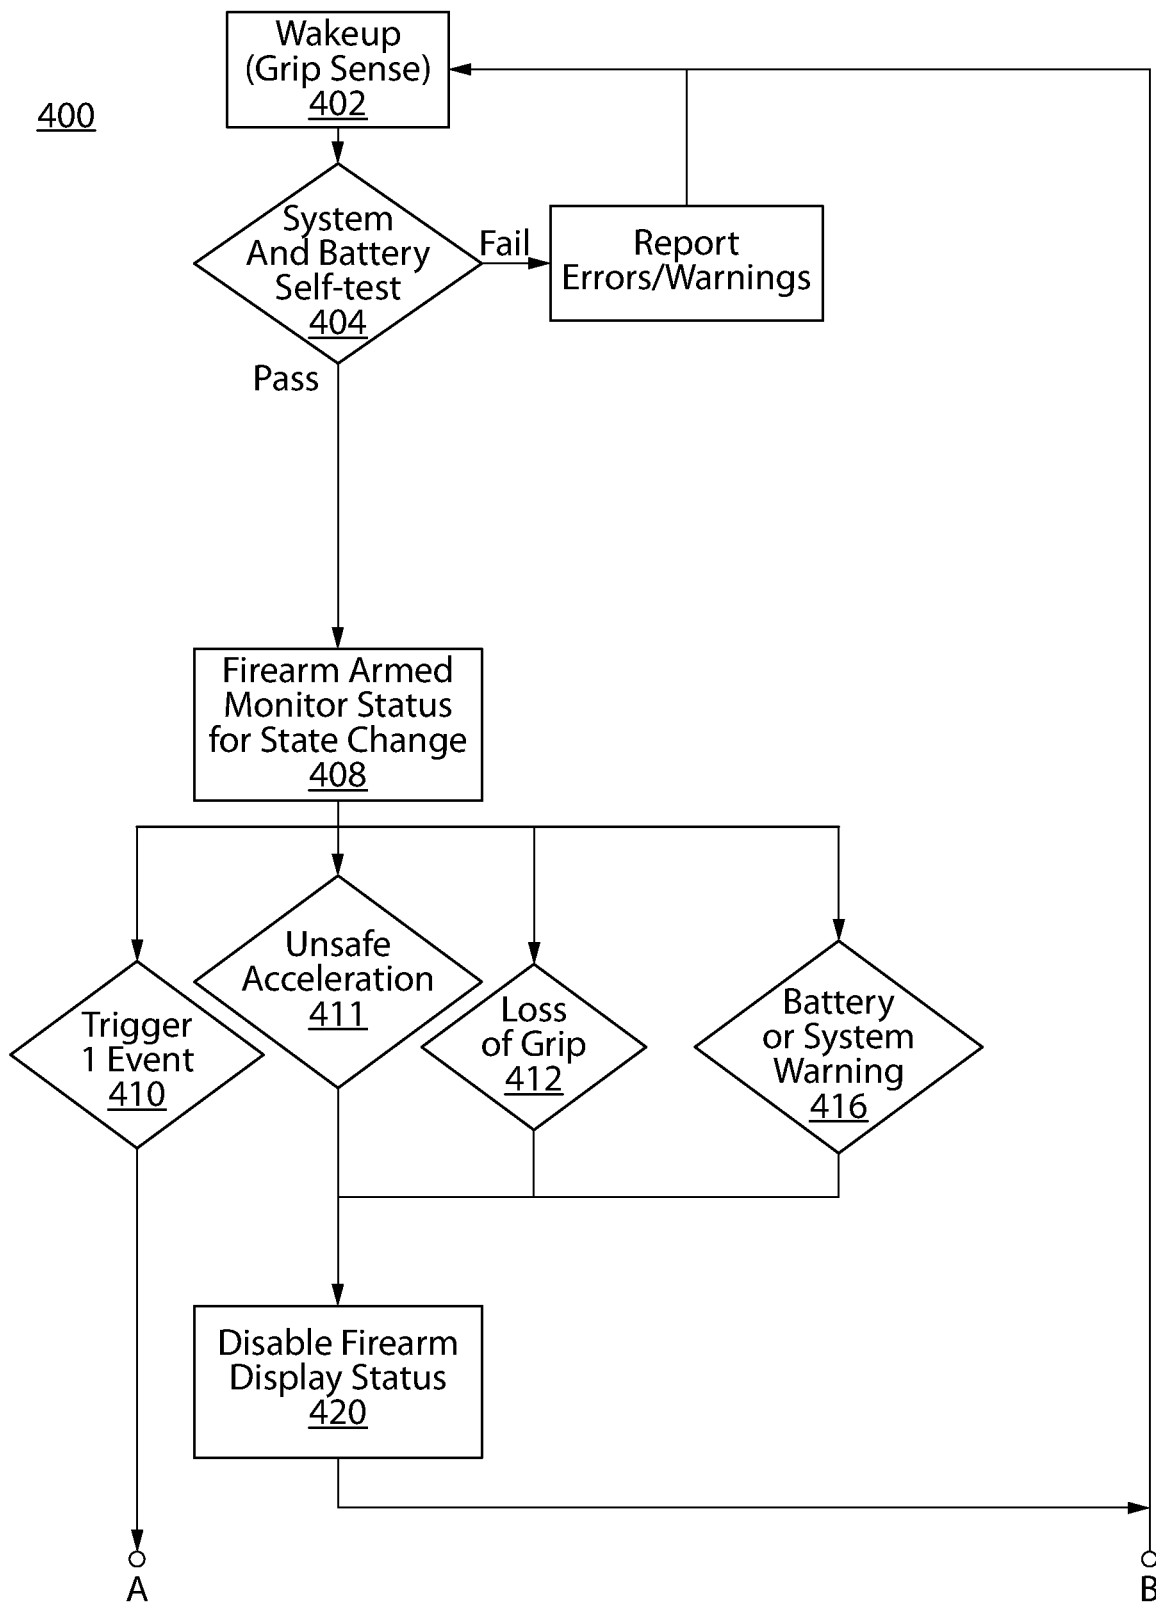 Wakeup
(Grip Sense)
402
400
System
And Battery
Self-test
404
Fail
Report
Errors/Warnings
Pass
Firearm Armed
Monitor Status
for State Change
408
Trigger
1 Event
410
Unsafe
Acceleration
411
Loss
of Grip
412
Battery
or System
Warning
416
Disable Firearm
Display Status
420
A
B